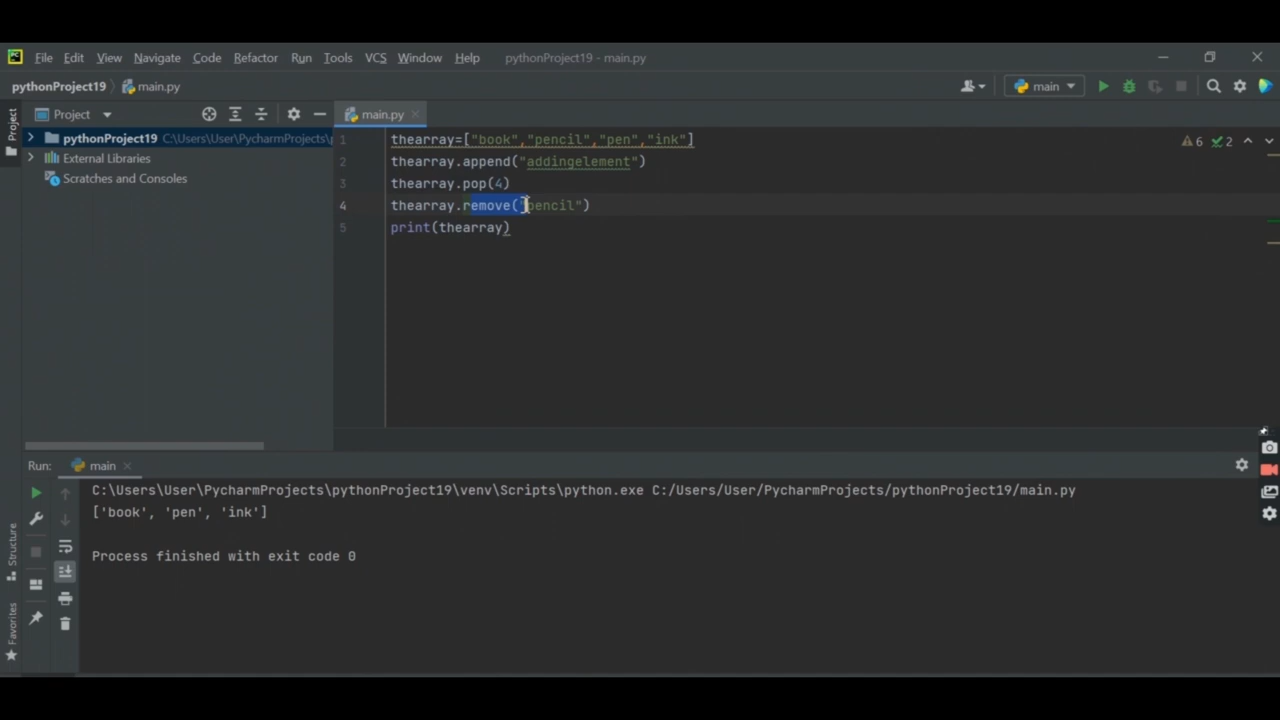 PC File Edit View Navigate Code Refactor Run Tools VCS Window Help pythonProject19 - main.py
pythonProject19 main.py main
Project main.py
Project
pythonProject19 C:\Users\User\PycharmProjects\
External Libraries
Scratches and Consoles
1 thearray=["book","pencil","pen","ink"]
2 thearray.append("addingelement")
3 thearray.pop(4)
4 thearray.remove("pencil")
5 print(thearray)
6 2
Run: main
C:\Users\User\PycharmProjects\pythonProject19\venv\Scripts\python.exe C:/Users/User/PycharmProjects/pythonProject19/main.py
['book', 'pen', 'ink']
Process finished with exit code 0
Structure
Favorites